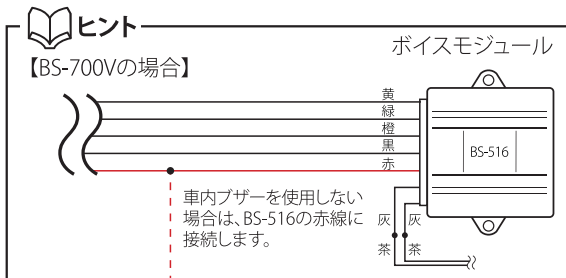 ヒント
【BS-700Vの場合】
ボイスモジュール
黄
緑
橙
黒
赤
BS-516
車内ブザーを使用しない
場合は、BS-516の赤線に
接続します。
灰 灰
茶 茶